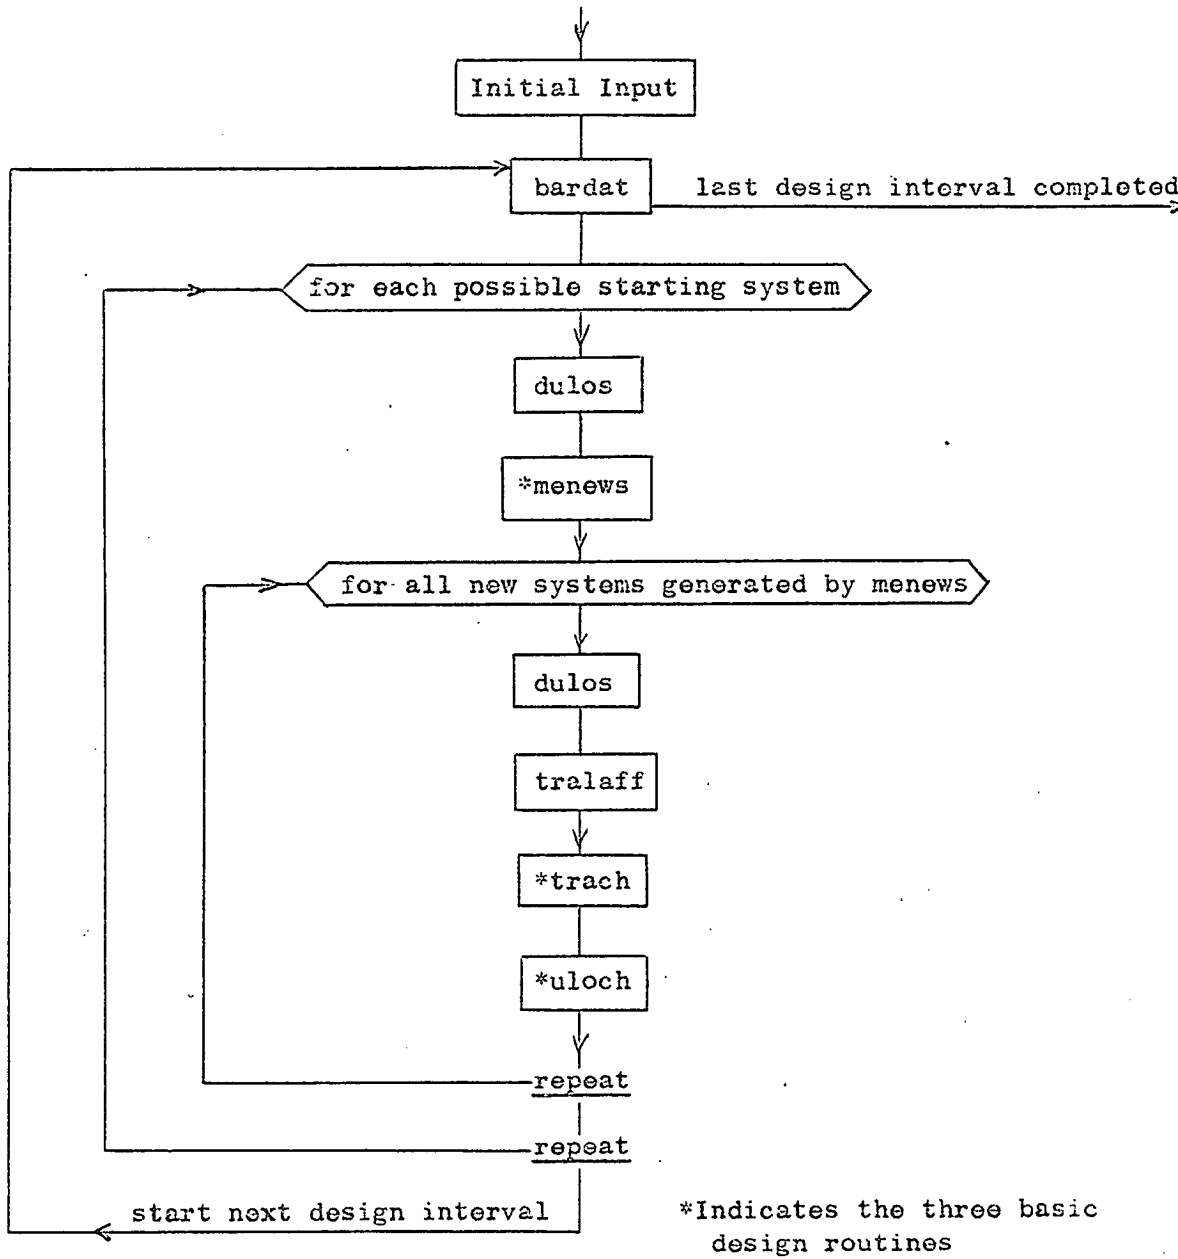 Initial Input
bardat
last design interval completed
for each possible starting system
dulos
*menews
for all new systems generated by menews
dulos
tralaff
*trach
*uloch
repeat
repeat
start next design interval
*Indicates the three basic
design routines